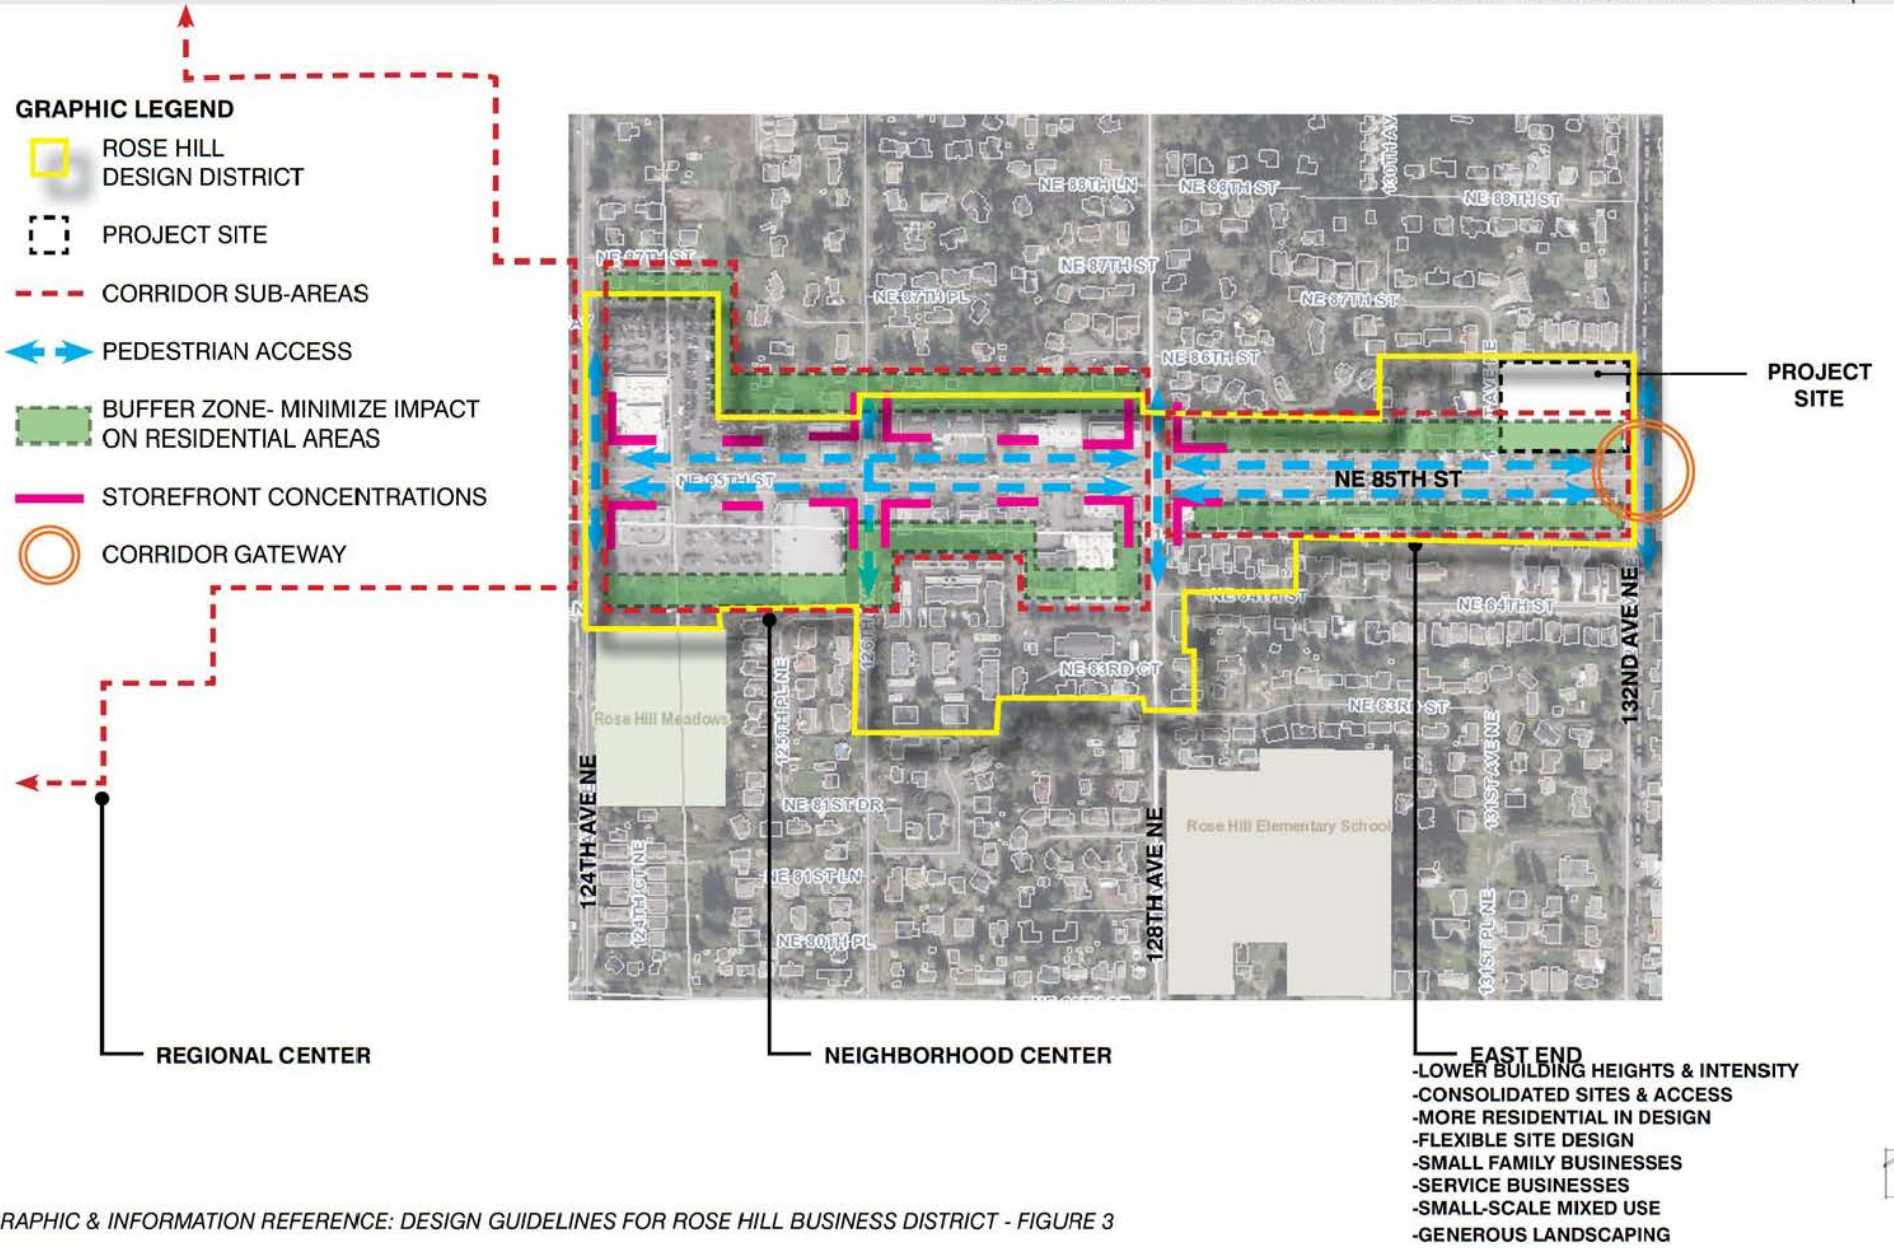 GRAPHIC LEGEND
ROSE HILL
DESIGN DISTRICT
PROJECT SITE
CORRIDOR SUB-AREAS
PEDESTRIAN ACCESS
BUFFER ZONE- MINIMIZE IMPACT
ON RESIDENTIAL AREAS
STOREFRONT CONCENTRATIONS
CORRIDOR GATEWAY
130TH AV
NE 88TH LN
NE 88TH ST
NE 88TH ST
NE 87TH ST
NE 87TH ST
NE 87TH PL
NE 87TH ST
NE 86TH ST
PROJECT
SITE
NE 85TH ST
NE 85TH ST
NE 84TH ST
NE 84TH ST
132ND AVE NE
NE 83RD CT
NE 83RD ST
Rose Hill Meadows
125TH PL NE
131ST AVE NE
124TH AVE NE
NE 81ST DR
128TH AVE NE
Rose Hill Elementary School
124TH CT NE
NE 81ST LN
NE 80TH PL
131ST PL NE
REGIONAL CENTER
NEIGHBORHOOD CENTER
EAST END
-LOWER BUILDING HEIGHTS & INTENSITY
-CONSOLIDATED SITES & ACCESS
-MORE RESIDENTIAL IN DESIGN
-FLEXIBLE SITE DESIGN
-SMALL FAMILY BUSINESSES
-SERVICE BUSINESSES
-SMALL-SCALE MIXED USE
-GENEROUS LANDSCAPING
RAPHIC & INFORMATION REFERENCE: DESIGN GUIDELINES FOR ROSE HILL BUSINESS DISTRICT - FIGURE 3